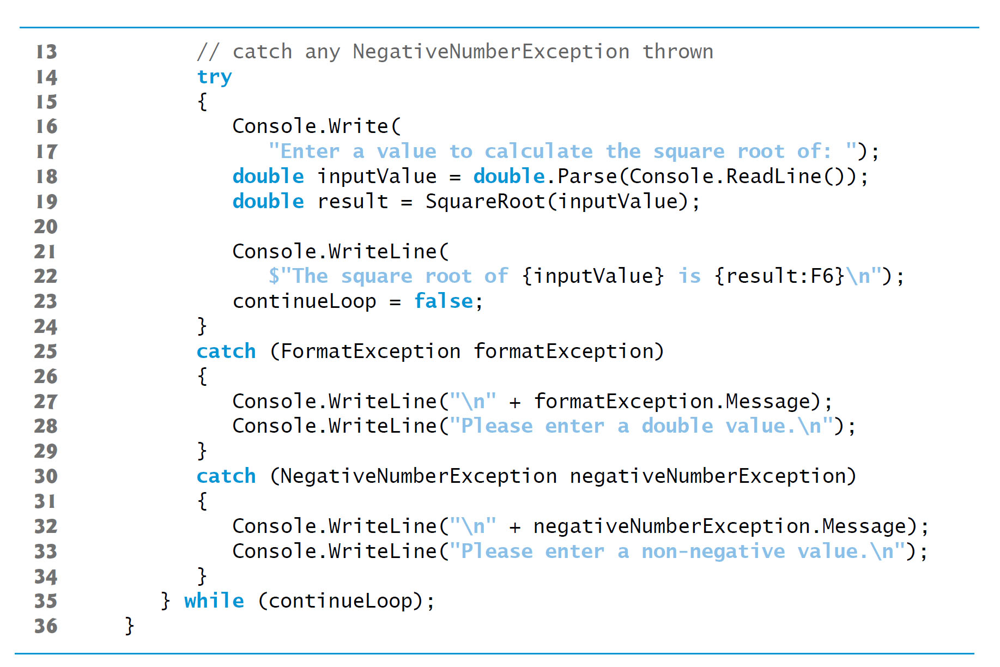 13            // catch any NegativeNumberException thrown
14            try
15            {
16               Console.Write(
17                  "Enter a value to calculate the square root of: ");
18               double inputValue = double.Parse(Console.ReadLine());
19               double result = SquareRoot(inputValue);
20
21               Console.WriteLine(
22                  $"The square root of {inputValue} is {result:F6}\n");
23               continueLoop = false;
24            }
25            catch (FormatException formatException)
26            {
27               Console.WriteLine("\n" + formatException.Message);
28               Console.WriteLine("Please enter a double value.\n");
29            }
30            catch (NegativeNumberException negativeNumberException)
31            {
32               Console.WriteLine("\n" + negativeNumberException.Message);
33               Console.WriteLine("Please enter a non-negative value.\n");
34            }
35         } while (continueLoop);
36      }